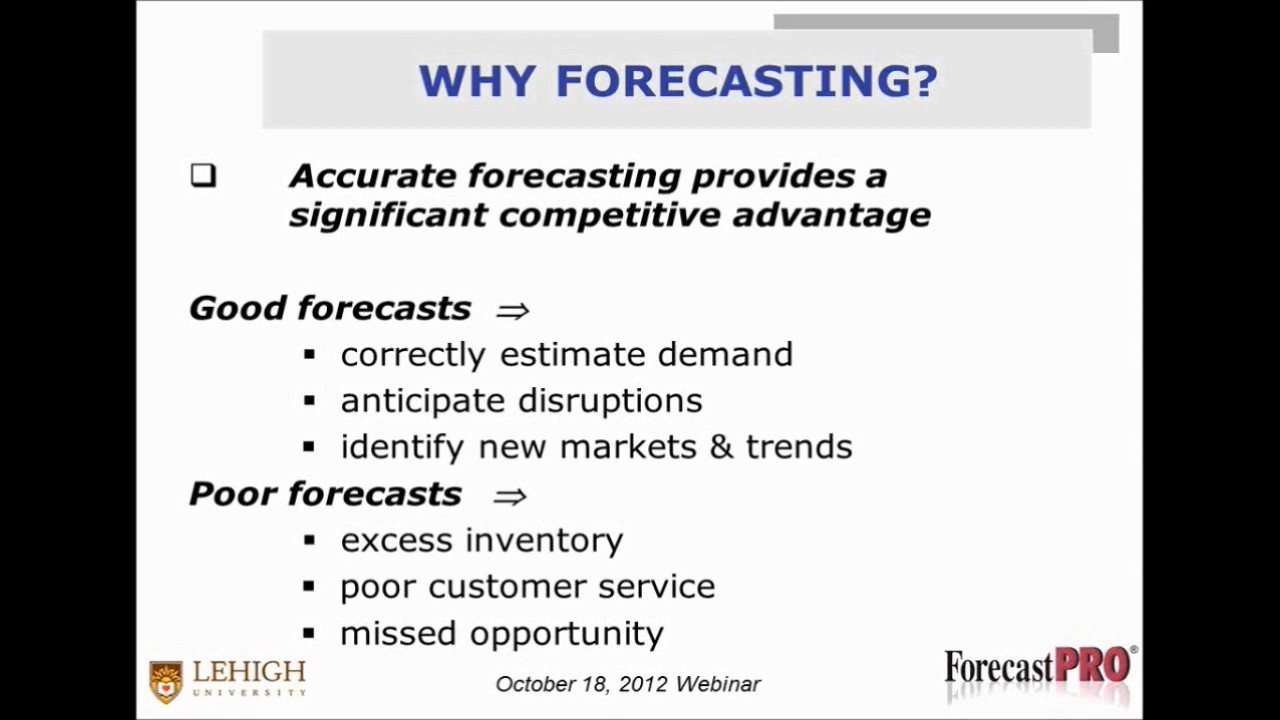 WHY FORECASTING?
❑ Accurate forecasting provides a
significant competitive advantage
Good forecasts ⇒
▪ correctly estimate demand
▪ anticipate disruptions
▪ identify new markets & trends
Poor forecasts ⇒
▪ excess inventory
▪ poor customer service
▪ missed opportunity
LEHIGH
UNIVERSITY
October 18, 2012 Webinar
ForecastPRO®